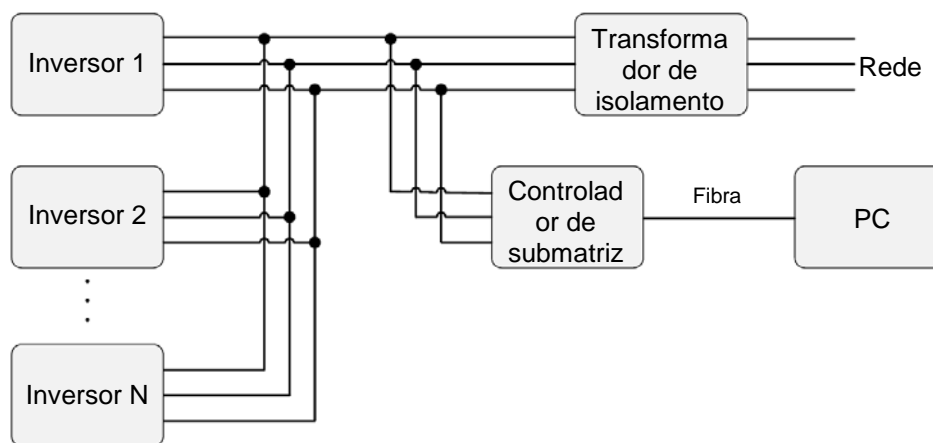 Inversor 1
Transforma
dor de
isolamento
Rede
Inversor 2
Controlad
or de
submatriz
Fibra
PC
Inversor N